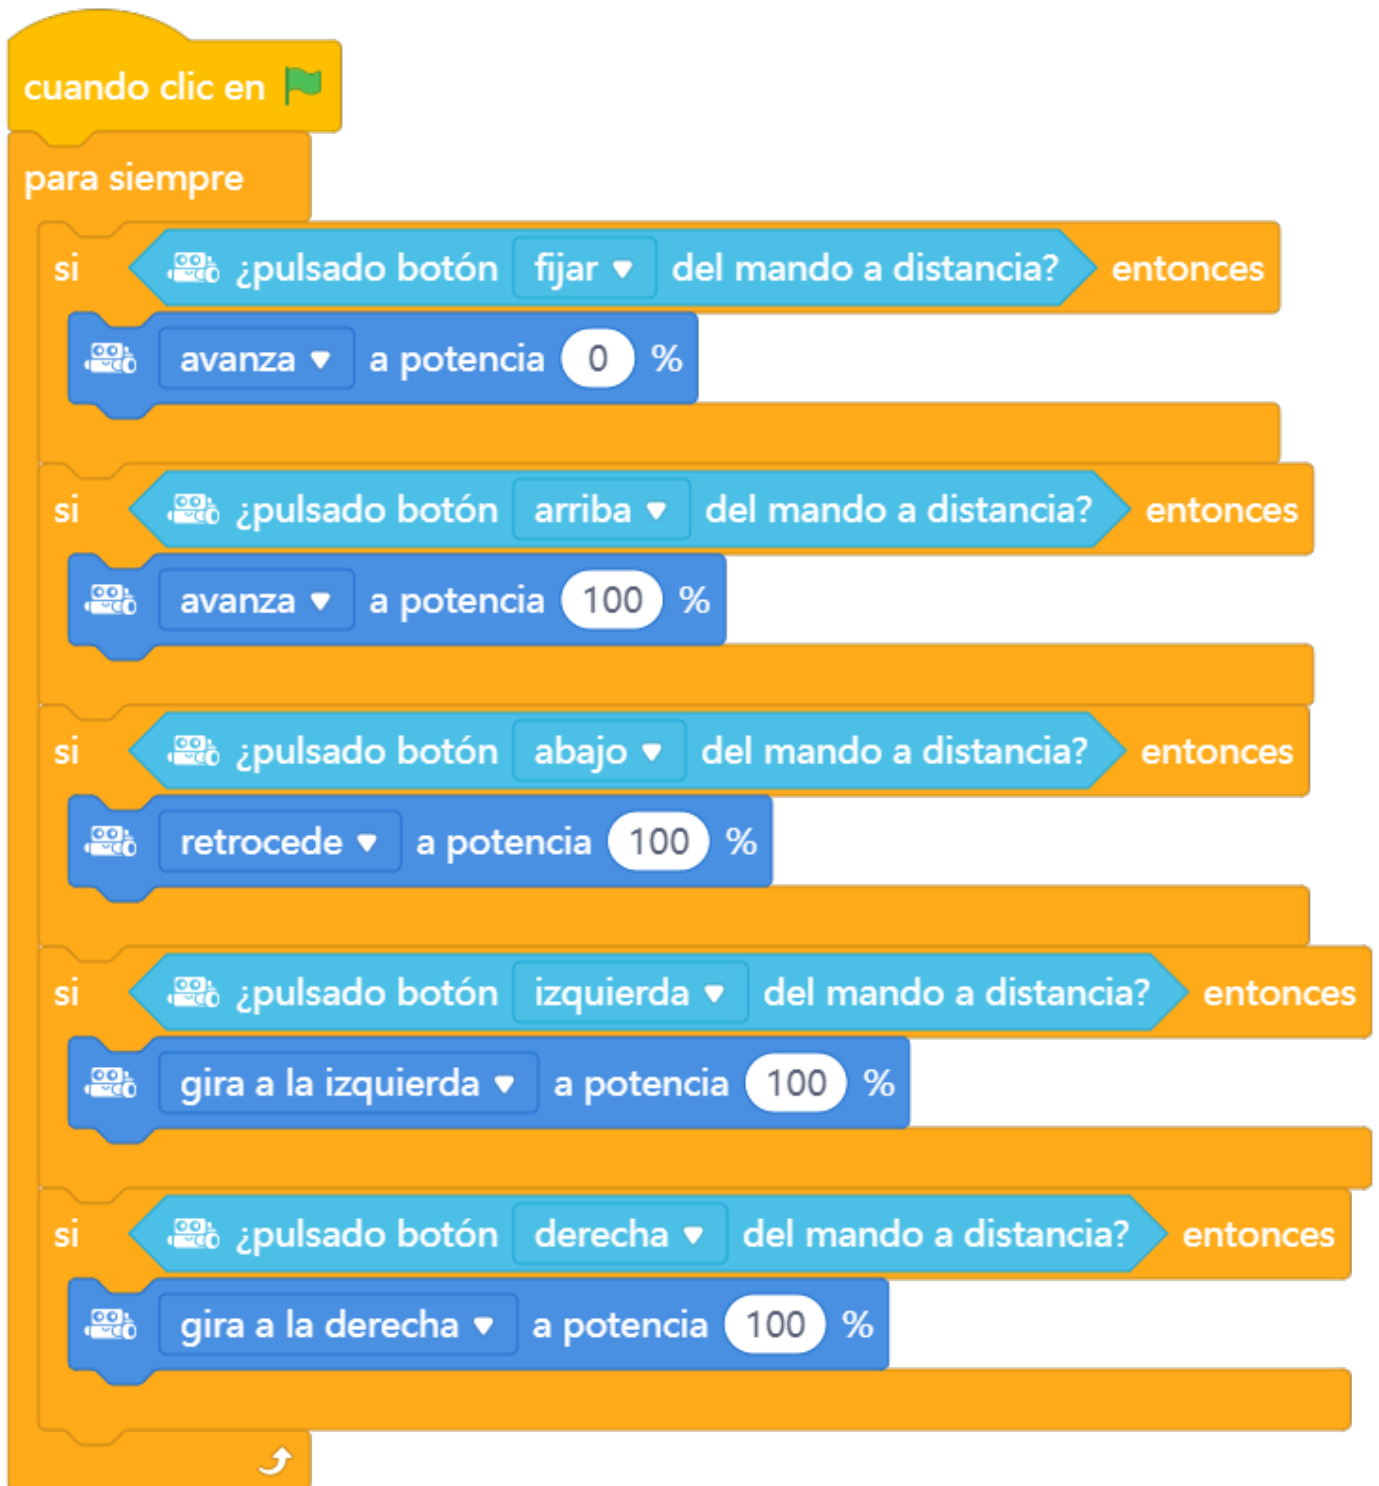 cuando clic en
para siempre
si ¿pulsado botón fijar del mando a distancia? entonces
avanza a potencia 0 %
si ¿pulsado botón arriba del mando a distancia? entonces
avanza a potencia 100 %
si ¿pulsado botón abajo del mando a distancia? entonces
retrocede a potencia 100 %
si ¿pulsado botón izquierda del mando a distancia? entonces
gira a la izquierda a potencia 100 %
si ¿pulsado botón derecha del mando a distancia? entonces
gira a la derecha a potencia 100 %